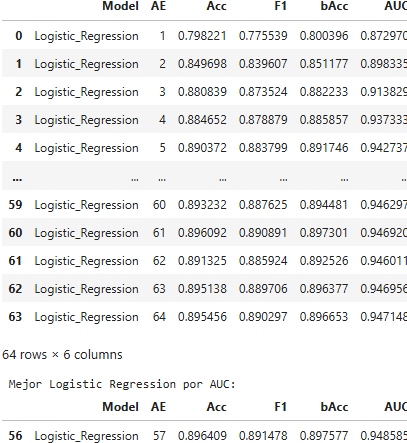 Model AE Acc F1 bAcc AUC
0 Logistic_Regression 1 0.798221 0.775539 0.800396 0.872970
1 Logistic_Regression 2 0.849698 0.839607 0.851177 0.898335
2 Logistic_Regression 3 0.880839 0.873524 0.882233 0.913829
3 Logistic_Regression 4 0.884652 0.878879 0.885857 0.937333
4 Logistic_Regression 5 0.890372 0.883799 0.891746 0.942737
... ... ... ... ... ... ...
59 Logistic_Regression 60 0.893232 0.887625 0.894481 0.946297
60 Logistic_Regression 61 0.896092 0.890891 0.897301 0.946920
61 Logistic_Regression 62 0.891325 0.885924 0.892526 0.946011
62 Logistic_Regression 63 0.895138 0.889706 0.896377 0.946956
63 Logistic_Regression 64 0.895456 0.890297 0.896653 0.947148
64 rows × 6 columns
Mejor Logistic Regression por AUC:
Model AE Acc F1 bAcc AUC
56 Logistic_Regression 57 0.896409 0.891478 0.897577 0.948585